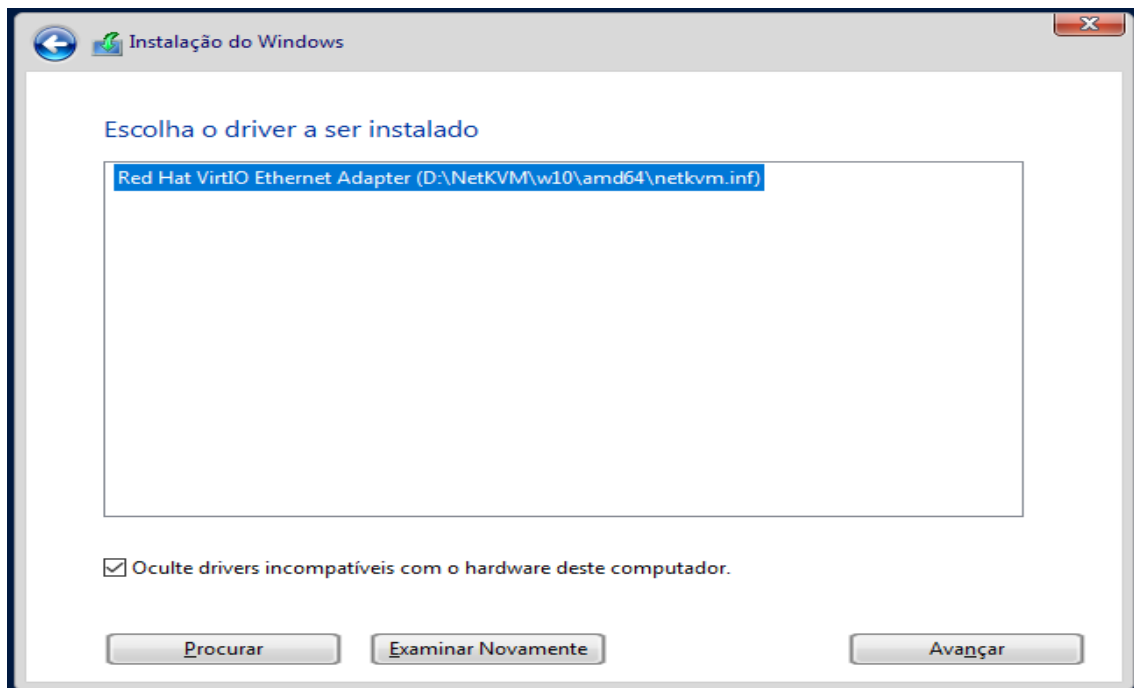 Instalação do Windows
Escolha o driver a ser instalado
Red Hat VirtIO Ethernet Adapter (D:\NetKVM\w10\amd64\netkvm.inf)
Oculte drivers incompatíveis com o hardware deste computador.
Procurar
Examinar Novamente
Avançar